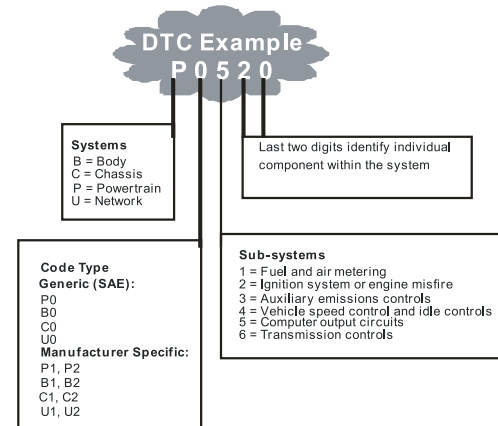 DTC Example
P 0 5 2 0
Systems
B = Body
C = Chassis
P = Powertrain
U = Network
Last two digits identify individual
component within the system
Code Type
Generic (SAE):
P0
B0
C0
U0
Manufacturer Specific:
P1, P2
B1, B2
C1, C2
U1, U2
Sub-systems
1 = Fuel and air metering
2 = Ignition system or engine misfire
3 = Auxiliary emissions controls
4 = Vehicle speed control and idle controls
5 = Computer output circuits
6 = Transmission controls